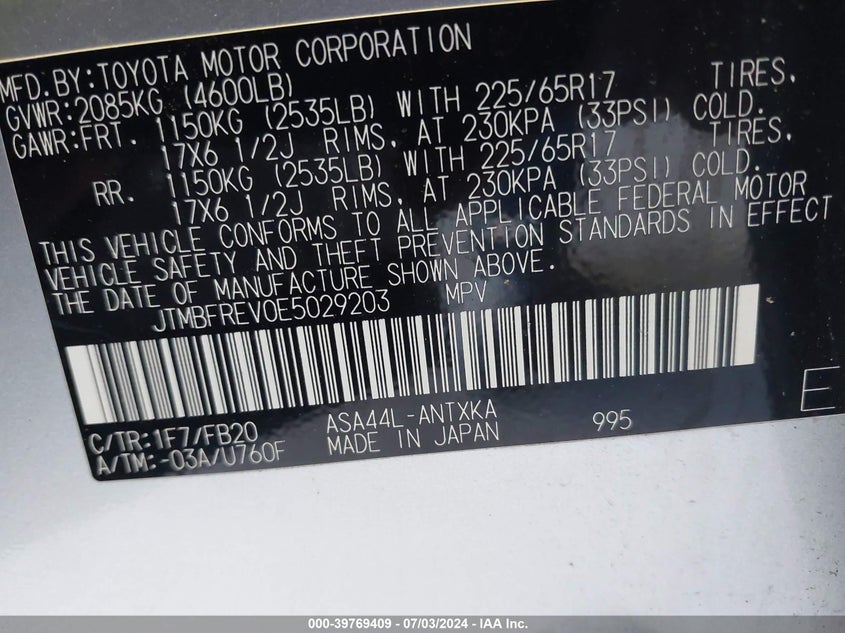 MFD.BY:TOYOTA MOTOR CORPORATION
GVWR:2085KG (4600LB)
GAWR:FRT. 1150KG (2535LB) WITH 225/65R17 TIRES,
17X6 1/2J RIMS, AT 230KPA (33PSI) COLD.
RR. 1150KG (2535LB) WITH 225/65R17 TIRES,
17X6 1/2J RIMS, AT 230KPA (33PSI) COLD.
THIS VEHICLE CONFORMS TO ALL APPLICABLE FEDERAL MOTOR
VEHICLE SAFETY AND THEFT PREVENTION STANDARDS IN EFFECT
THE DATE OF MANUFACTURE SHOWN ABOVE.
JTMBFREV0E5029203 MPV
C/TR:1F7/FB20 ASA44L-ANTXKA 995 E
A/TM:-03A/U760F MADE IN JAPAN
000-39769409 / 07/03/2024 / IAA, Inc.